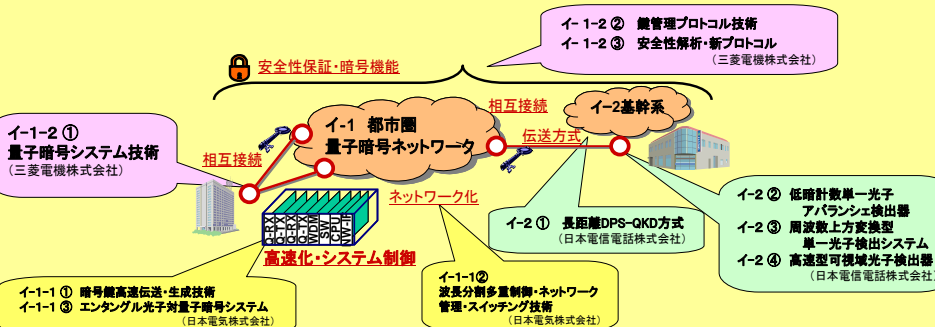 イ- 1-2 ② 鍵管理プロトコル技術
イ- 1-2 ③ 安全性解析・新プロトコル
(三菱電機株式会社)
安全性保証・暗号機能
相互接続
イ-2基幹系
イ-1 都市圏
量子暗号ネットワーク
伝送方式
イ-1-2 ①
量子暗号システム技術
(三菱電機株式会社)
相互接続
ネットワーク化
Q-RX
Q-TX
Q-RX
Q-TX
WDM
SW
CPU
NW-IF
高速化・システム制御
イ-2 ① 長距離DPS-QKD方式
(日本電信電話株式会社)
イ-2 ② 低暗計数単一光子
アバランシェ検出器
イ-2 ③ 周波数上方変換型
単一光子検出システム
イ-2 ④ 高速型可視域光子検出器
(日本電信電話株式会社)
イ-1-1 ① 暗号鍵高速伝送・生成技術
イ-1-1 ③ エンタングル光子対量子暗号システム
(日本電気株式会社)
イ-1-1②
波長分割多重制御・ネットワーク
管理・スイッチング技術
(日本電気株式会社)